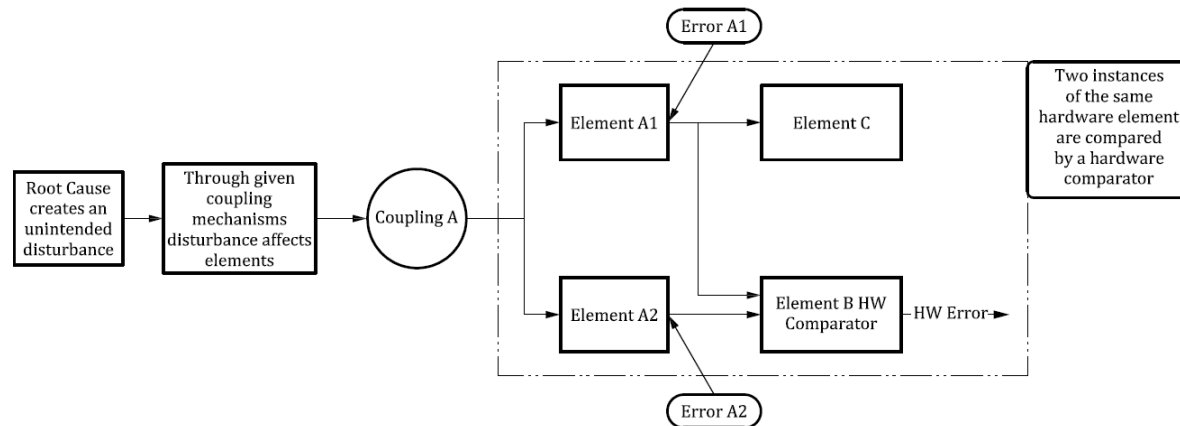 Error A1
Two instances
of the same
hardware element
are compared
by a hardware
comparator
Element A1
Element C
Root Cause
creates an
unintended
disturbance
Through given
coupling
mechanisms
disturbance affects
elements
Coupling A
Element A2
Element B HW
Comparator
HW Error
Error A2